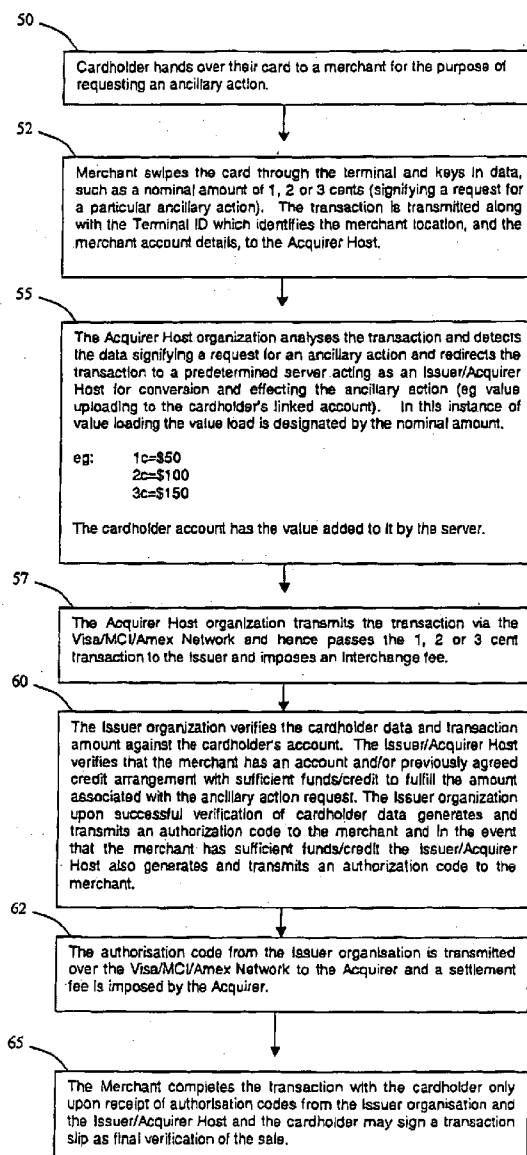 50
Cardholder hands over their card to a merchant for the purpose of
requesting an ancillary action.
52
Merchant swipes the card through the terminal and keys in data,
such as a nominal amount of 1, 2 or 3 cents (signifying a request for
a particular ancillary action). The transaction is transmitted along
with the Terminal ID which identifies the merchant location, and the
merchant account details, to the Acquirer Host.
55
The Acquirer Host organization analyses the transaction and detects
the data signifying a request for an ancillary action and redirects the
transaction to a predetermined server acting as an Issuer/Acquirer
Host for conversion and effecting the ancillary action (eg value
uploading to the cardholder's linked account). In this instance of
value loading the value load is designated by the nominal amount.
eg: 1c=$50
2c=$100
3c=$150
The cardholder account has the value added to it by the server.
57
The Acquirer Host organization transmits the transaction via the
Visa/MCI/Amex Network and hence passes the 1, 2 or 3 cent
transaction to the Issuer and imposes an Interchange fee.
60
The Issuer organization verifies the cardholder data and transaction
amount against the cardholder's account. The Issuer/Acquirer Host
verifies that the merchant has an account and/or previously agreed
credit arrangement with sufficient funds/credit to fulfill the amount
associated with the ancillary action request. The Issuer organization
upon successful verification of cardholder data generates and
transmits an authorization code to the merchant and in the event
that the merchant has sufficient funds/credit the Issuer/Acquirer
Host also generates and transmits an authorization code to the
merchant.
62
The authorisation code from the Issuer organisation is transmitted
over the Visa/MCI/Amex Network to the Acquirer and a settlement
fee is imposed by the Acquirer.
65
The Merchant completes the transaction with the cardholder only
upon receipt of authorisation codes from the Issuer organisation and
the Issuer/Acquirer Host and the cardholder may sign a transaction
slip as final verification of the sale.